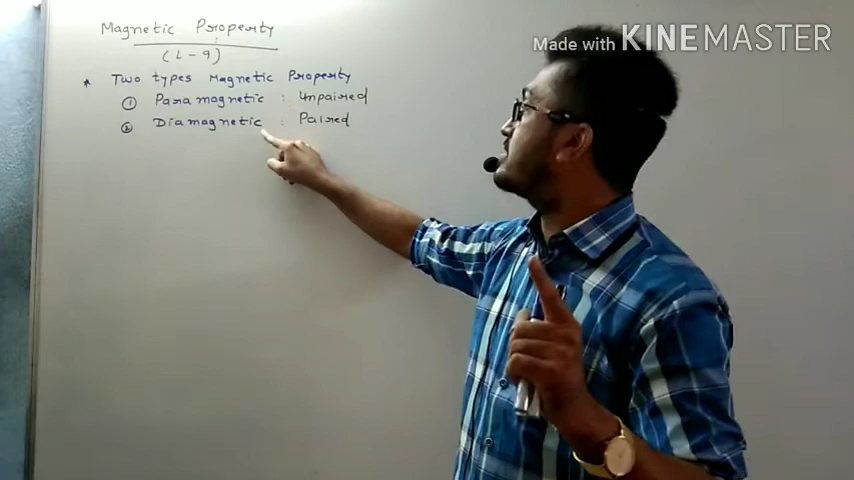 Made with KINEMASTER
Magnetic Property
(L-9)
* Two types Magnetic Property
① Paramagnetic : Unpaired
② Diamagnetic : Paired